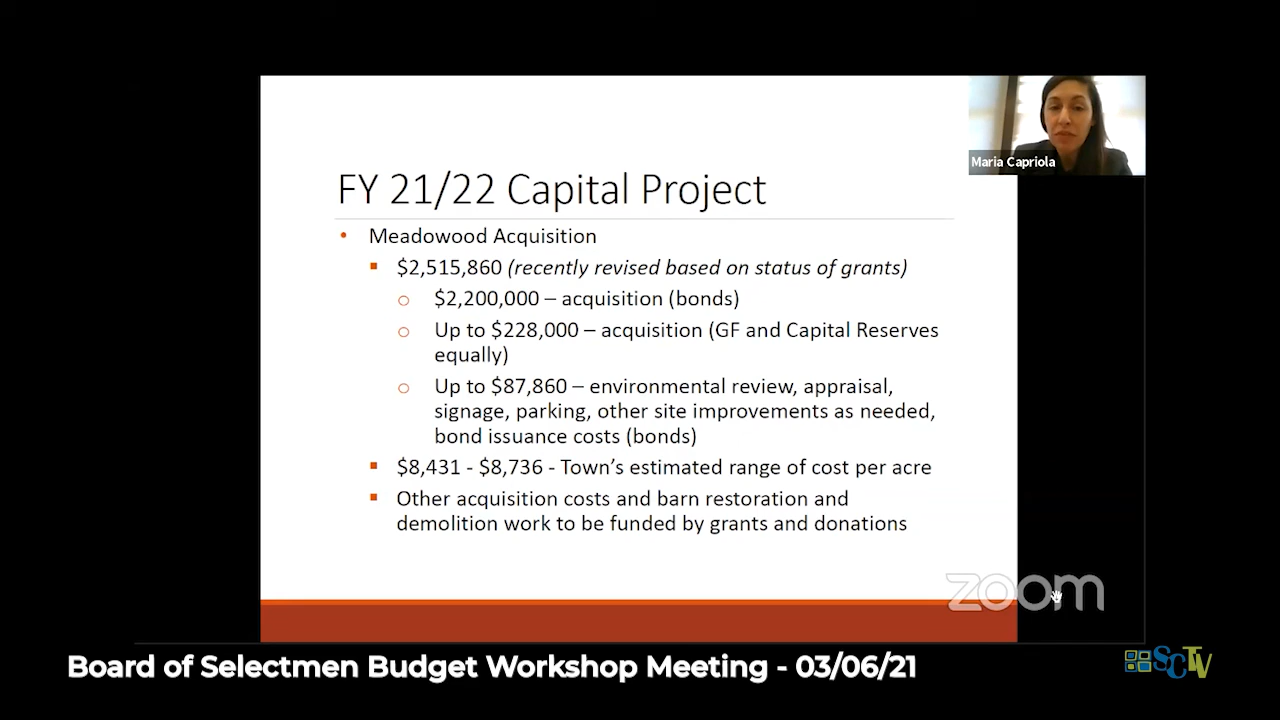 Maria Capriola
FY 21/22 Capital Project
• Meadowood Acquisition
▪ $2,515,860 (recently revised based on status of grants)
o $2,200,000 – acquisition (bonds)
o Up to $228,000 – acquisition (GF and Capital Reserves
equally)
o Up to $87,860 – environmental review, appraisal,
signage, parking, other site improvements as needed,
bond issuance costs (bonds)
▪ $8,431 - $8,736 - Town's estimated range of cost per acre
▪ Other acquisition costs and barn restoration and
demolition work to be funded by grants and donations
zoom
Board of Selectmen Budget Workshop Meeting - 03/06/21
SCTV